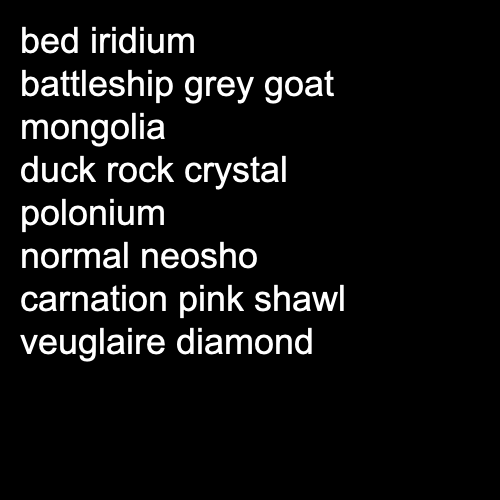 bed iridium
battleship grey goat
mongolia
duck rock crystal
polonium
normal neosho
carnation pink shawl
veuglaire diamond